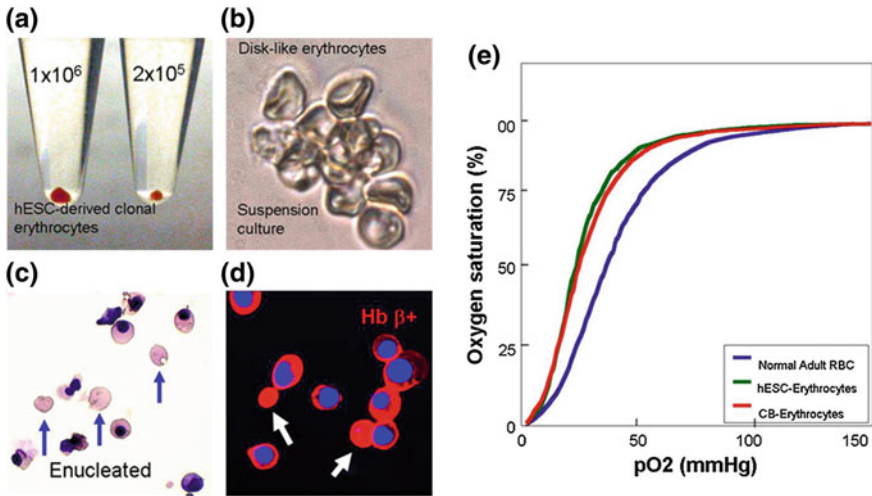 (a)
1x10⁶
2x10⁵
hESC-derived clonal
erythrocytes
(b)
Disk-like erythrocytes
Suspension
culture
(c)
Enucleated
(d)
Hb β+
(e)
Oxygen saturation (%)
00
75
50
25
0
0
50
100
150
pO2 (mmHg)
Normal Adult RBC
hESC-Erythrocytes
CB-Erythrocytes